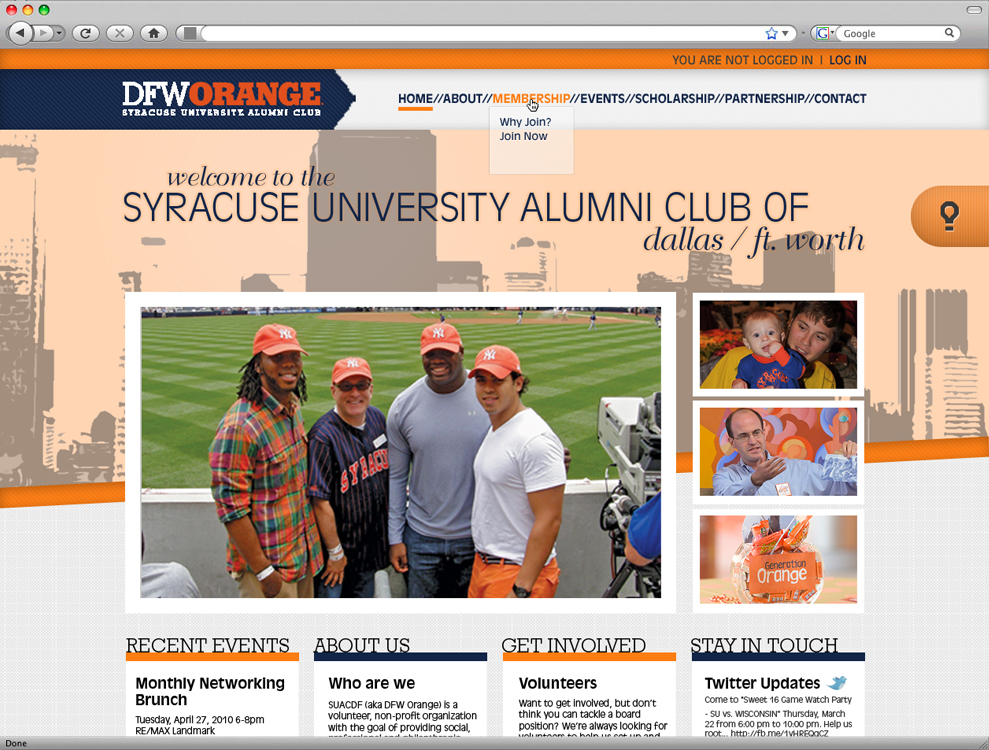 Google
YOU ARE NOT LOGGED IN | LOG IN
DFWORANGE
SYRACUSE UNIVERSITY ALUMNI CLUB
HOME//ABOUT//MEMBERSHIP//EVENTS//SCHOLARSHIP//PARTNERSHIP//CONTACT
Why Join?
Join Now
welcome to the
SYRACUSE UNIVERSITY ALUMNI CLUB OF
dallas / ft. worth
SYRACU
Generation
Orange
RECENT EVENTS
Monthly Networking
Brunch
Tuesday, April 27, 2010 6-8pm
RE/MAX Landmark
ABOUT US
Who are we
SUACDF (aka DFW Orange) is a
volunteer, non-profit organization
with the goal of providing social,
professional and philanthropic
GET INVOLVED
Volunteers
Want to get involved, but don't
think you can tackle a board
position? We're always looking for
volunteers to help us set up and
STAY IN TOUCH
Twitter Updates
Come to "Sweet 16 Game Watch Party
- SU vs. WISCONSIN" Thursday, March
22 from 6:00 pm to 10:00 pm. Help us
root... http://fb.me/1yHREQgCZ
Done